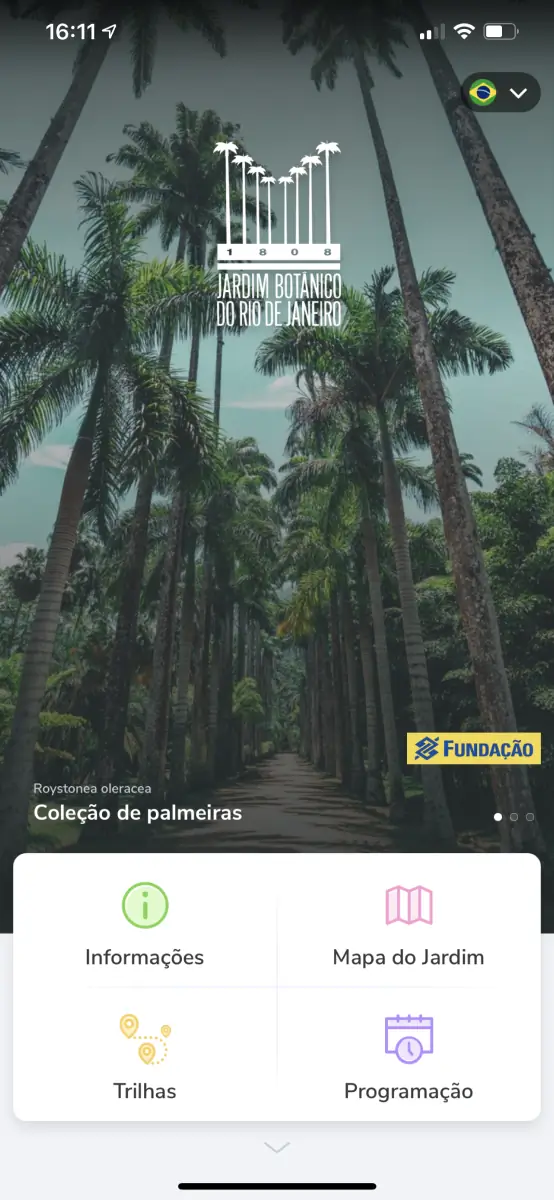 16:11
1 8 0 8
JARDIM BOTÂNICO
DO RIO DE JANEIRO
FUNDAÇÃO
Roystonea oleracea
Coleção de palmeiras
Informações
Mapa do Jardim
Trilhas
Programação